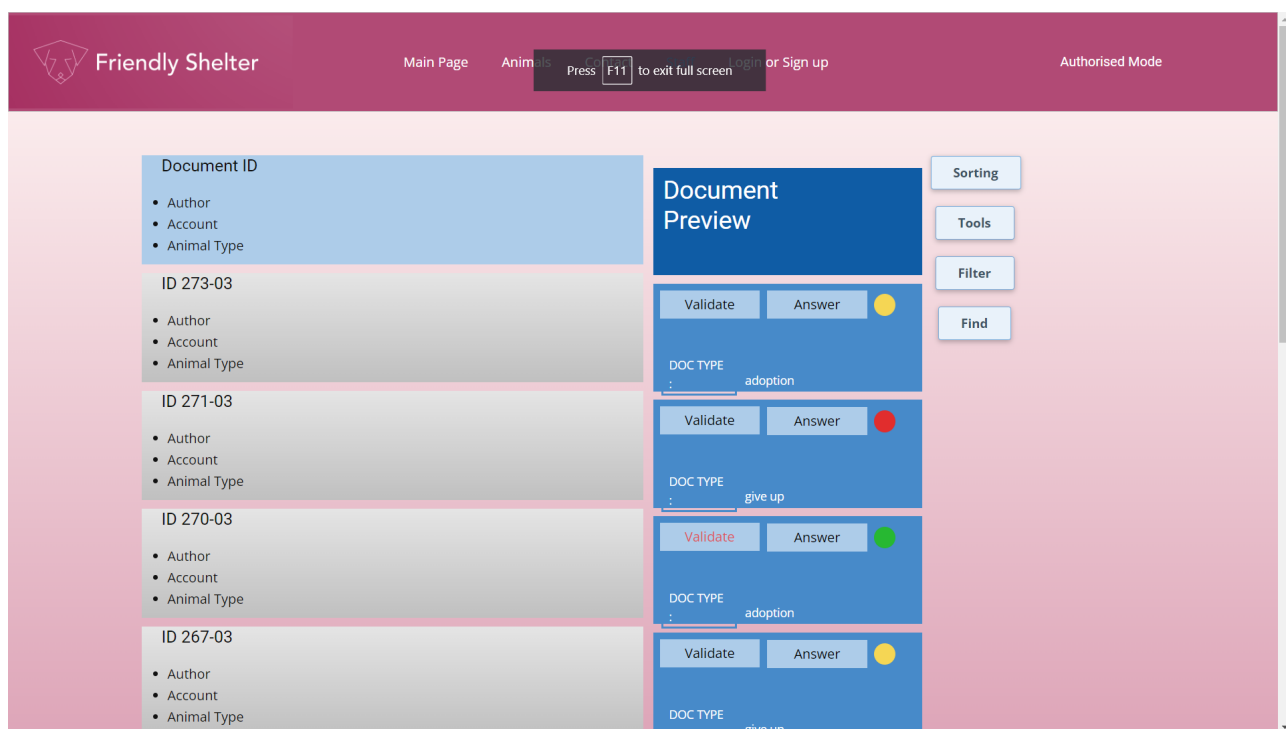 Friendly Shelter
Main Page
Animals
Contact
Login or Sign up
Authorised Mode
Press F11 to exit full screen
Document ID
Author
Account
Animal Type
Document
Preview
Sorting
Tools
Filter
Find
ID 273-03
Author
Account
Animal Type
Validate
Answer
DOC TYPE
: adoption
ID 271-03
Author
Account
Animal Type
Validate
Answer
DOC TYPE
: give up
ID 270-03
Author
Account
Animal Type
Validate
Answer
DOC TYPE
: adoption
ID 267-03
Author
Account
Animal Type
Validate
Answer
DOC TYPE
give up